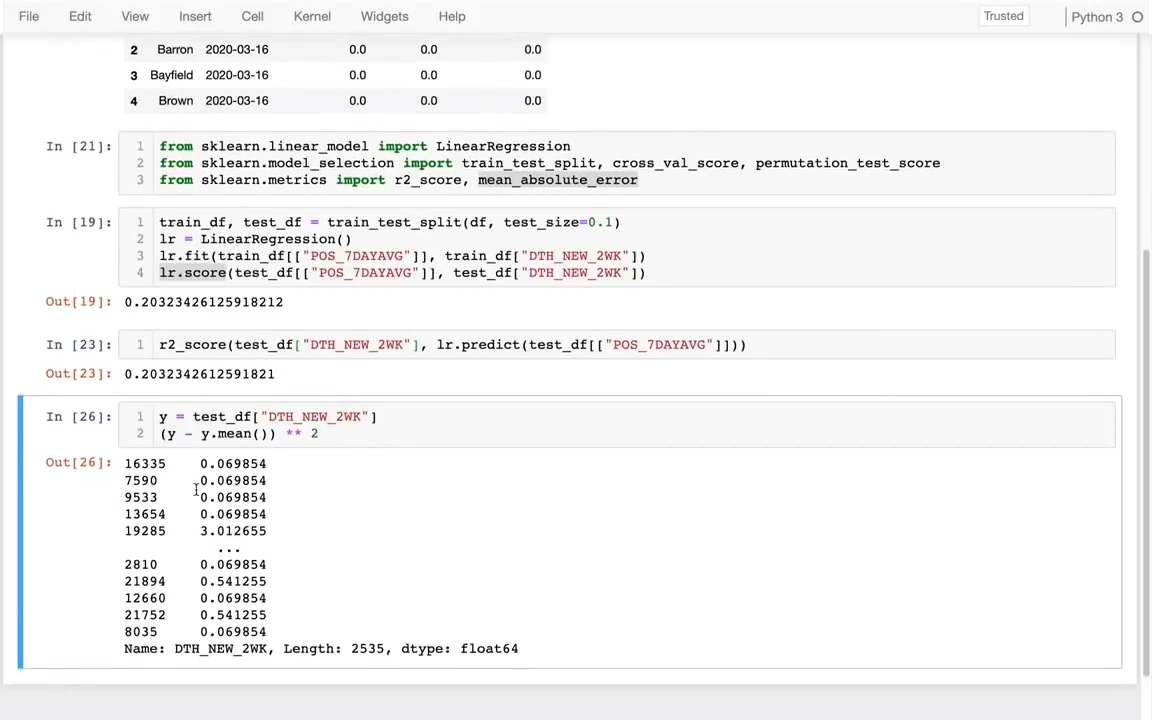 File Edit View Insert Cell Kernel Widgets Help Trusted Python 3
2 Barron 2020-03-16 0.0 0.0 0.0
3 Bayfield 2020-03-16 0.0 0.0 0.0
4 Brown 2020-03-16 0.0 0.0 0.0
In [21]: 1 from sklearn.linear_model import LinearRegression
2 from sklearn.model_selection import train_test_split, cross_val_score, permutation_test_score
3 from sklearn.metrics import r2_score, mean_absolute_error
In [19]: 1 train_df, test_df = train_test_split(df, test_size=0.1)
2 lr = LinearRegression()
3 lr.fit(train_df[["POS_7DAYAVG"]], train_df["DTH_NEW_2WK"])
4 lr.score(test_df[["POS_7DAYAVG"]], test_df["DTH_NEW_2WK"])
Out[19]: 0.20323426125918212
In [23]: 1 r2_score(test_df["DTH_NEW_2WK"], lr.predict(test_df[["POS_7DAYAVG"]]))
Out[23]: 0.2032342612591821
In [26]: 1 y = test_df["DTH_NEW_2WK"]
2 (y - y.mean()) ** 2
Out[26]: 16335 0.069854
7590 0.069854
9533 0.069854
13654 0.069854
19285 3.012655
...
2810 0.069854
21894 0.541255
12660 0.069854
21752 0.541255
8035 0.069854
Name: DTH_NEW_2WK, Length: 2535, dtype: float64